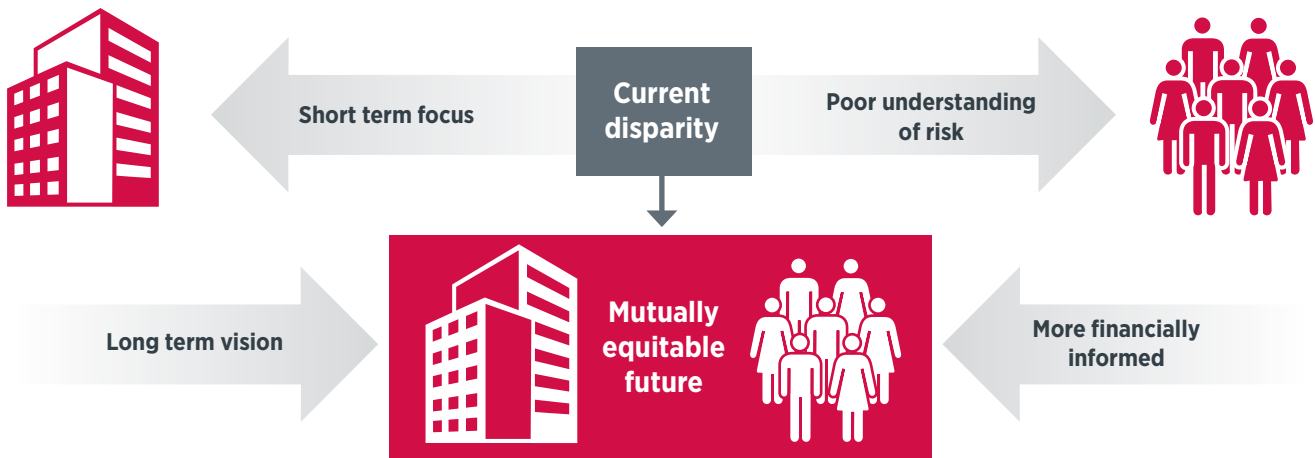 Short term focus
Current
disparity
Poor understanding
of risk
Long term vision
Mutually
equitable
future
More financially
informed